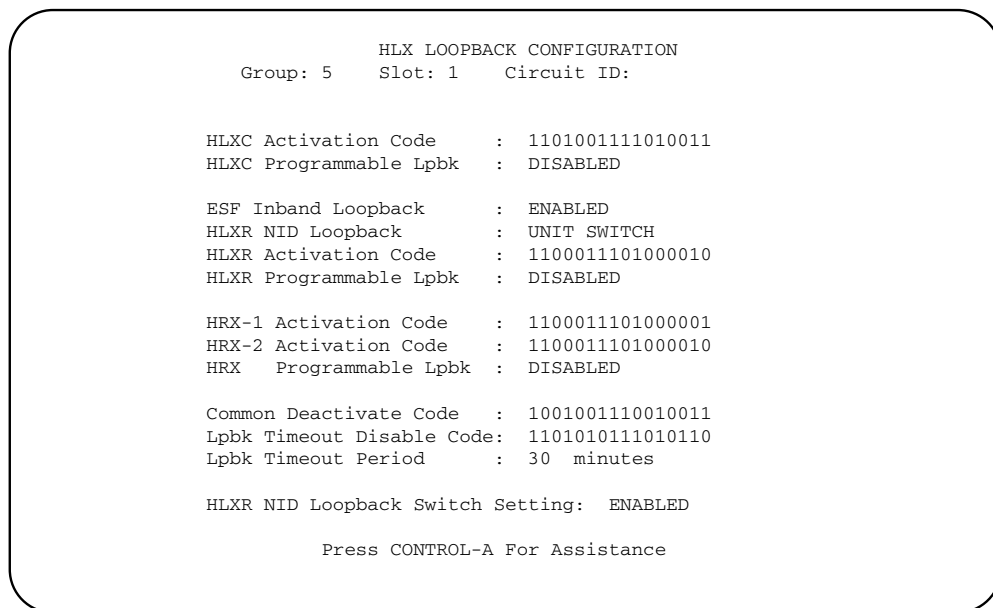 HLX LOOPBACK CONFIGURATION
Group: 5 Slot: 1 Circuit ID:
HLXC Activation Code : 1101001111010011
HLXC Programmable Lpbk : DISABLED
ESF Inband Loopback : ENABLED
HLXR NID Loopback : UNIT SWITCH
HLXR Activation Code : 1100011101000010
HLXR Programmable Lpbk : DISABLED
HRX-1 Activation Code : 1100011101000001
HRX-2 Activation Code : 1100011101000010
HRX Programmable Lpbk : DISABLED
Common Deactivate Code : 1001001110010011
Lpbk Timeout Disable Code: 1101010111010110
Lpbk Timeout Period : 30 minutes
HLXR NID Loopback Switch Setting: ENABLED
Press CONTROL-A For Assistance